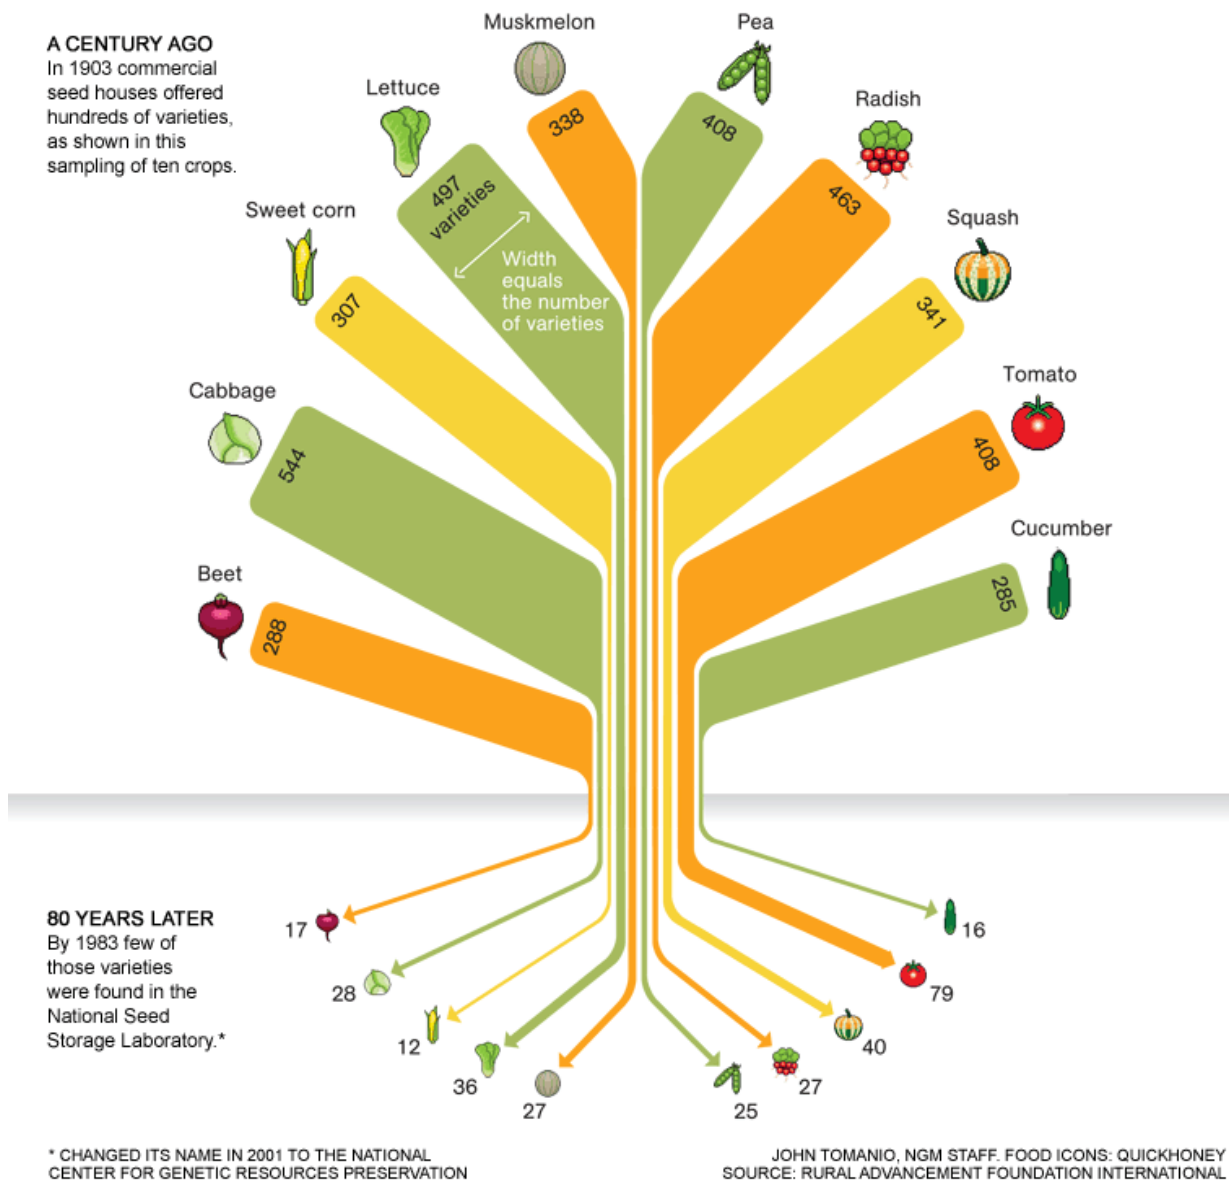 Muskmelon
Pea
A CENTURY AGO
In 1903 commercial
seed houses offered
hundreds of varieties,
as shown in this
sampling of ten crops.
Lettuce
Radish
338
408
497
varieties
463
Sweet corn
Squash
Width
equals
the number
of varieties
307
341
Cabbage
Tomato
544
408
Cucumber
Beet
285
288
80 YEARS LATER
By 1983 few of
those varieties
were found in the
National Seed
Storage Laboratory.*
17
16
28
79
12
40
36
27
25
27
* CHANGED ITS NAME IN 2001 TO THE NATIONAL
CENTER FOR GENETIC RESOURCES PRESERVATION
JOHN TOMANIO, NGM STAFF. FOOD ICONS: QUICKHONEY
SOURCE: RURAL ADVANCEMENT FOUNDATION INTERNATIONAL